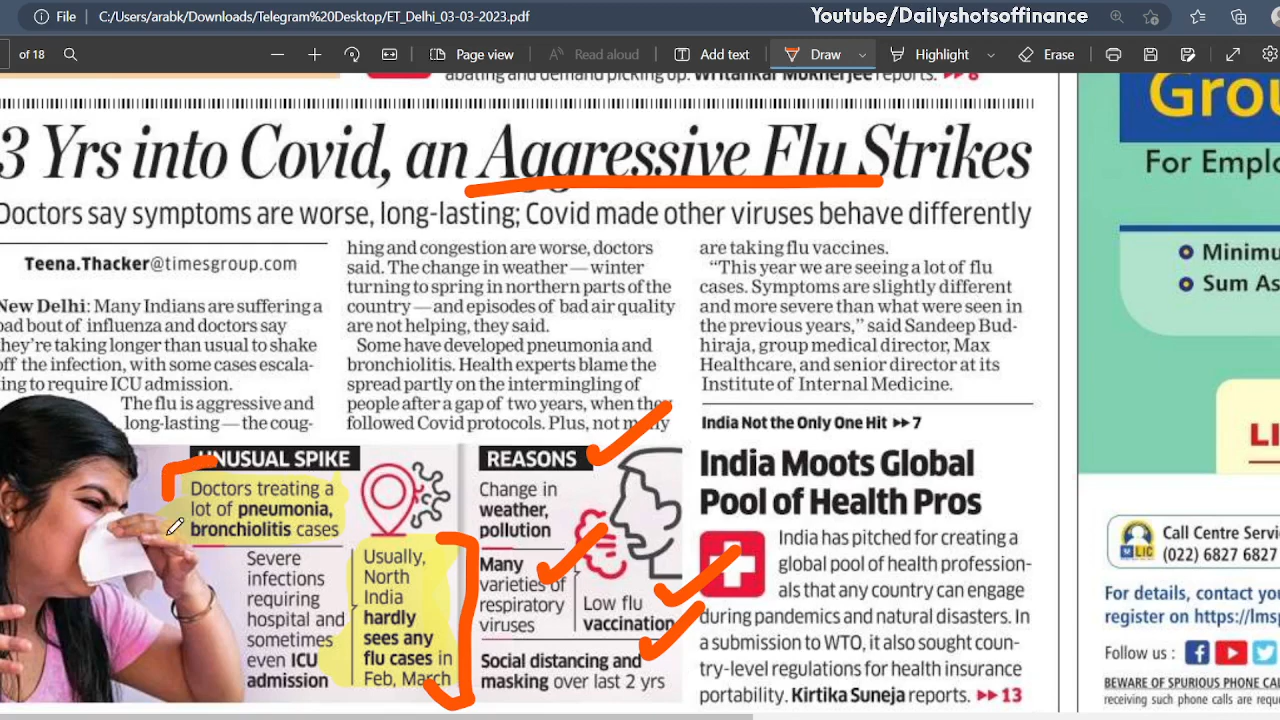 File
C:/Users/arabk/Downloads/Telegram%20Desktop/ET_Delhi_03-03-2023.pdf
Youtube/Dailyshotsoffinance
of 18
Page view
Read aloud
Add text
Draw
Highlight
Erase
abating and demand picking up. Writankar Mukherjee reports. 8
3 Yrs into Covid, an Aggressive Flu Strikes
Doctors say symptoms are worse, long-lasting; Covid made other viruses behave differently
Teena.Thacker@timesgroup.com
New Delhi: Many Indians are suffering a
bad bout of influenza and doctors say
they're taking longer than usual to shake
off the infection, with some cases escala-
ting to require ICU admission.
The flu is aggressive and
long-lasting — the coug-
hing and congestion are worse, doctors
said. The change in weather — winter
turning to spring in northern parts of the
country — and episodes of bad air quality
are not helping, they said.
Some have developed pneumonia and
bronchiolitis. Health experts blame the
spread partly on the intermingling of
people after a gap of two years, when they
followed Covid protocols. Plus, not many
are taking flu vaccines.
"This year we are seeing a lot of flu
cases. Symptoms are slightly different
and more severe than what were seen in
the previous years," said Sandeep Bud-
hiraja, group medical director, Max
Healthcare, and senior director at its
Institute of Internal Medicine.
India Not the Only One Hit 7
UNUSUAL SPIKE
Doctors treating a
lot of pneumonia,
bronchiolitis cases
Severe
infections
requiring
hospital and
sometimes
even ICU
admission
Usually,
North
India
hardly
sees any
flu cases in
Feb, March
REASONS
Change in
weather,
pollution
Many
varieties of
respiratory
viruses
Low flu
vaccination
Social distancing and
masking over last 2 yrs
India Moots Global
Pool of Health Pros
India has pitched for creating a
global pool of health profession-
als that any country can engage
during pandemics and natural disasters. In
a submission to WTO, it also sought coun-
try-level regulations for health insurance
portability. Kirtika Suneja reports. 13
Grou
For Emplo
Minimu
Sum As
LI
LIC
Call Centre Servic
(022) 6827 6827
For details, contact you
register on https://lmsp
Follow us :
BEWARE OF SPURIOUS PHONE CAL
receiving such phone calls are reque